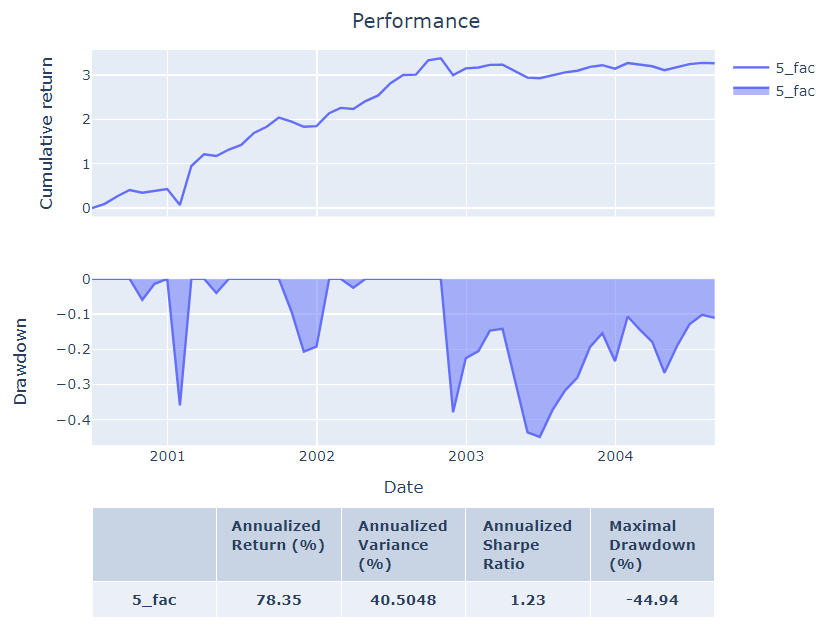 Performance
Cumulative return
3
2
1
0
5_fac
5_fac
Drawdown
0
−0.1
−0.2
−0.3
−0.4
2001 2002 2003 2004
Date
Annualized Return (%)
Annualized Variance (%)
Annualized Sharpe Ratio
Maximal Drawdown (%)
5_fac 78.35 40.5048 1.23 -44.94